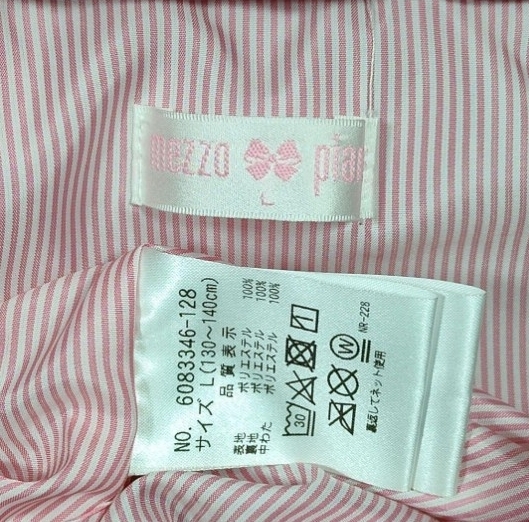 mezzo pia
L
NO. 6083346-128
サイズ L(130~140cm)
品質表示
表地 ポリエステル 100%
裏地 ポリエステル 100%
中わた ポリエステル 100%
30
W
裏返してネット使用
NR-228